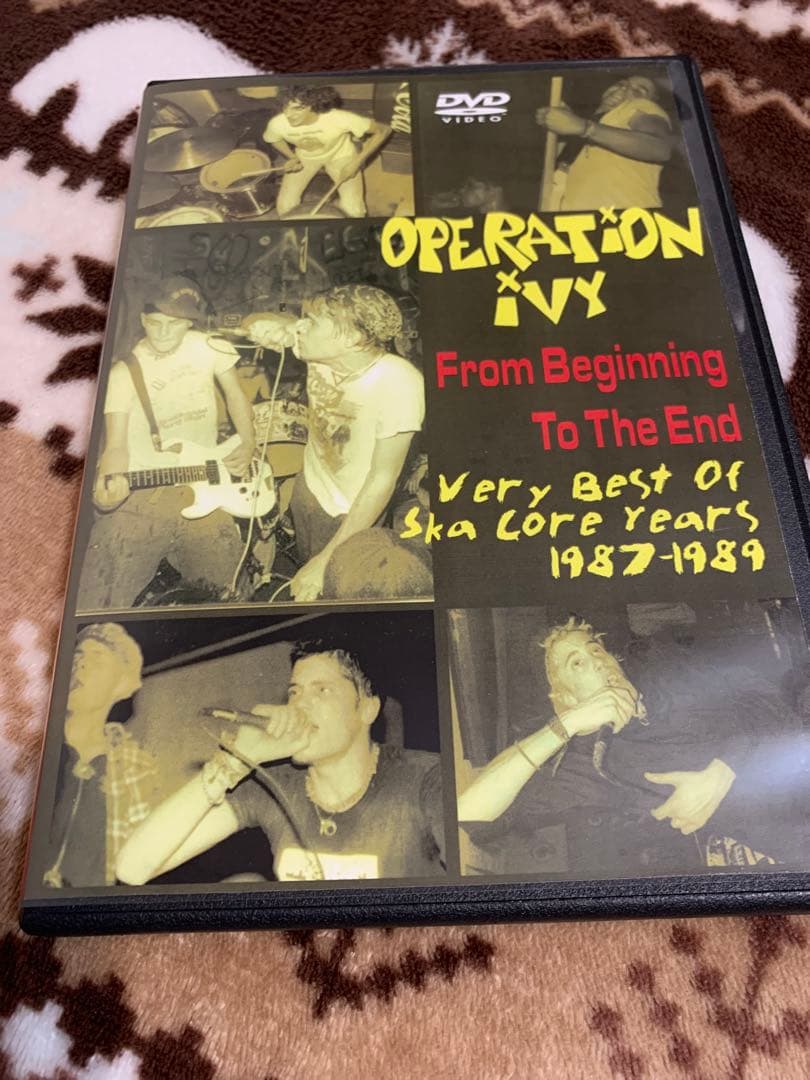 DVD
VIDEO
OPERATiON
iVY
From Beginning
To The End
Very Best Of
Ska Core Years
1987-1989